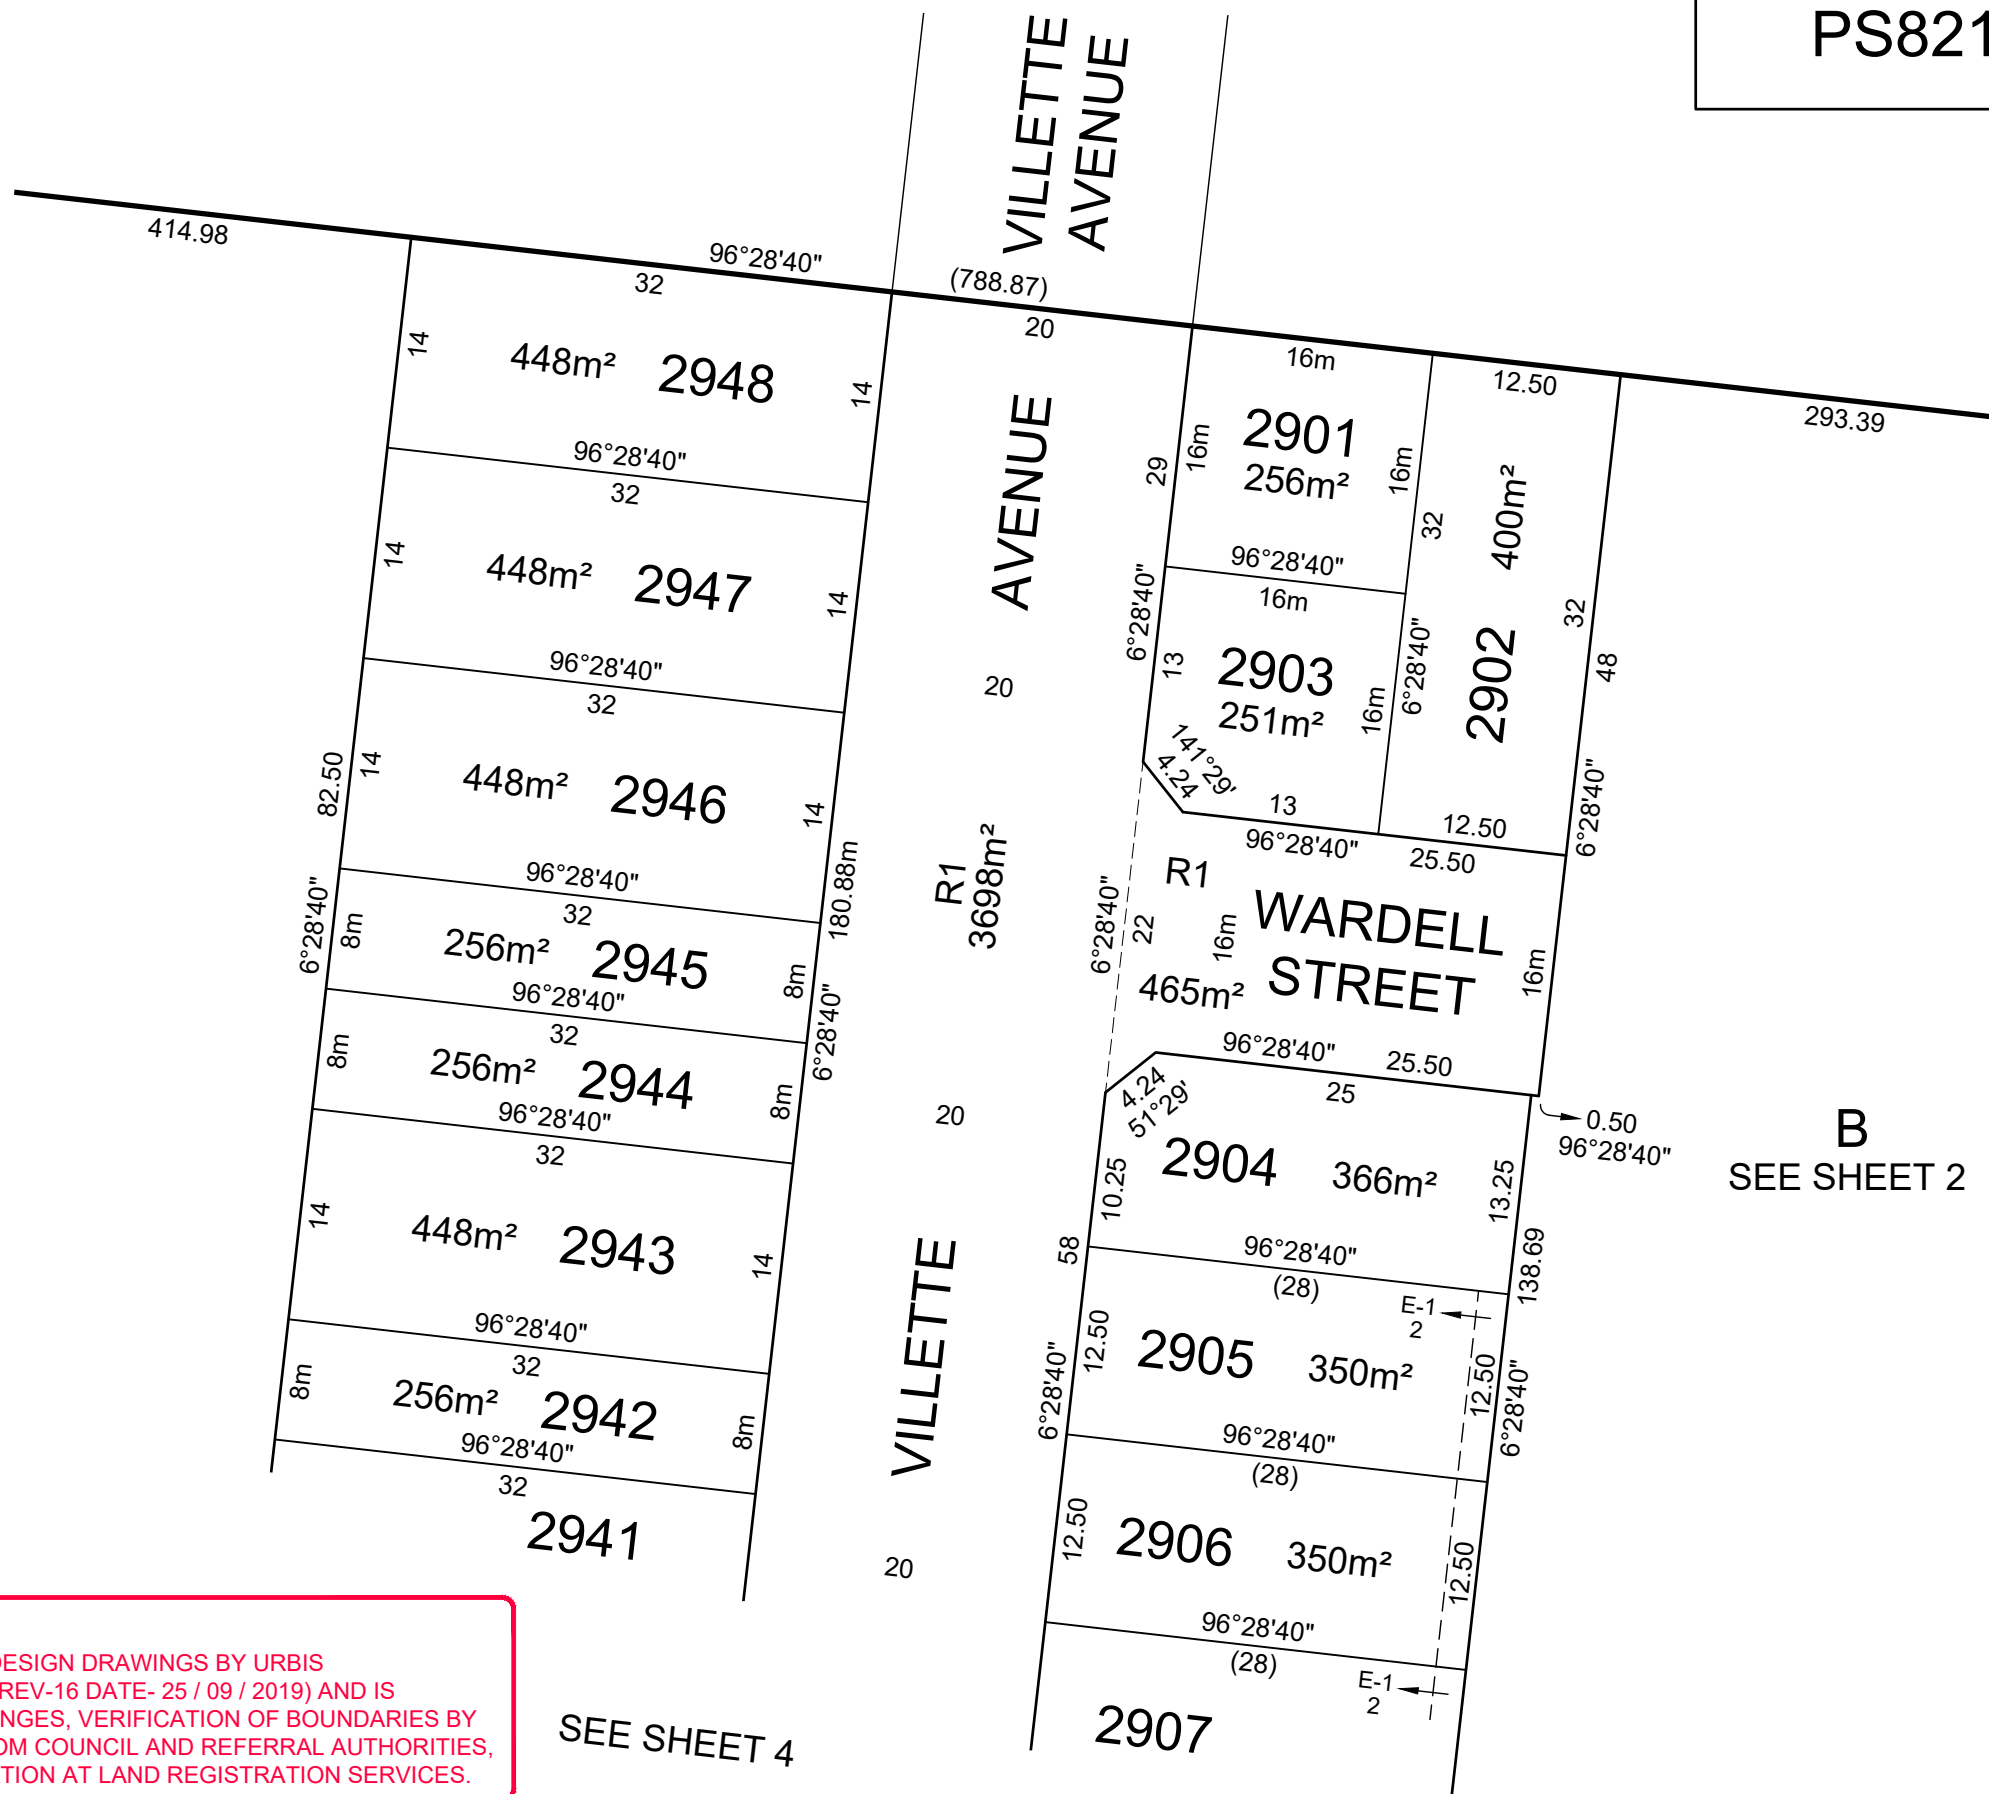 PS821
VILLETTE
AVENUE
414.98
96°28'40"
(788.87)
32
20
16m
12.50
293.39
14
448m²
2948
14
96°28'40"
32
14
448m²
2947
14
96°28'40"
32
82.50
14
448m²
2946
14
96°28'40"
32
6°28'40"
8m
256m²
2945
8m
180.88m
6°28'40"
96°28'40"
32
8m
256m²
2944
8m
96°28'40"
32
14
448m²
2943
14
96°28'40"
32
8m
256m²
2942
8m
96°28'40"
32
2941
AVENUE
20
R1
3698m²
20
VILLETTE
20
29
16m
2901
256m²
16m
96°28'40"
16m
6°28'40"
13
2903
251m²
16m
141°29'
4.24
13
32
6°28'40"
400m²
2902
32
48
6°28'40"
12.50
96°28'40"
25.50
R1
WARDELL
STREET
6°28'40"
22
16m
465m²
16m
96°28'40"
25.50
4.24
51°29'
25
0.50
96°28'40"
B
SEE SHEET 2
10.25
2904
366m²
13.25
58
96°28'40"
(28)
138.69
E-1
2
12.50
2905
350m²
12.50
6°28'40"
6°28'40"
96°28'40"
(28)
12.50
2906
350m²
12.50
96°28'40"
(28)
E-1
2
2907
SEE SHEET 4
DESIGN DRAWINGS BY URBIS
REV-16 DATE- 25 / 09 / 2019) AND IS
NGES, VERIFICATION OF BOUNDARIES BY
OM COUNCIL AND REFERRAL AUTHORITIES,
TION AT LAND REGISTRATION SERVICES.